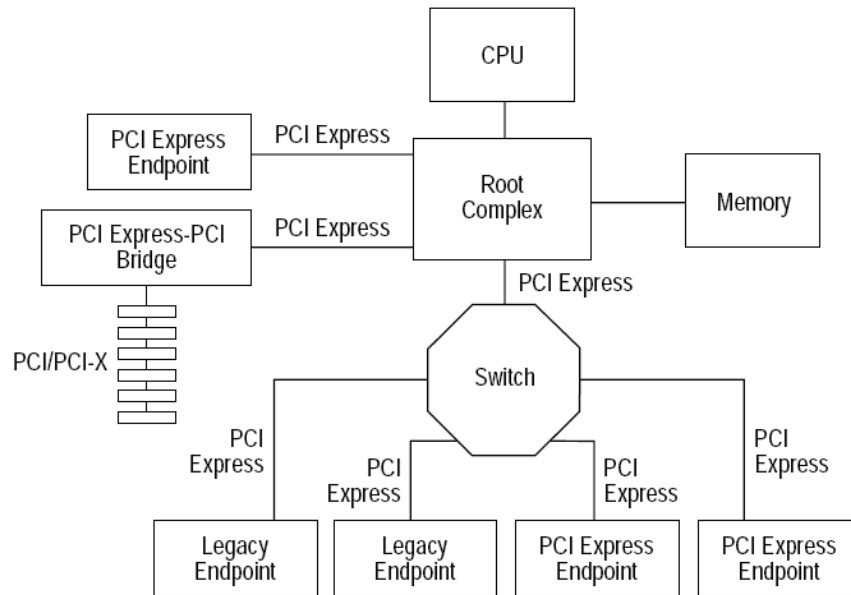 CPU
PCI Express
Endpoint
PCI Express
Root
Complex
Memory
PCI Express-PCI
Bridge
PCI Express
PCI Express
PCI/PCI-X
Switch
PCI
Express
PCI
Express
PCI
Express
PCI
Express
Legacy
Endpoint
Legacy
Endpoint
PCI Express
Endpoint
PCI Express
Endpoint